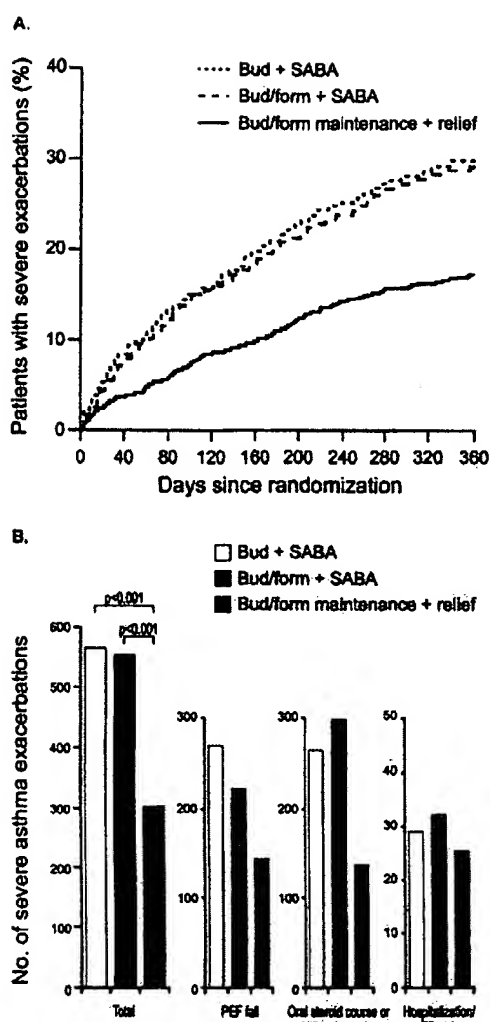 A.
40
30
20
10
0
Patients with severe exacerbations (%)
Bud + SABA
Bud/form + SABA
Bud/form maintenance + relief
0 40 80 120 160 200 240 280 320 360
Days since randomization
B.
Bud + SABA
Bud/form + SABA
Bud/form maintenance + relief
No. of severe asthma exacerbations
p<0.001
p<0.001
600
500
400
300
200
100
0
Total
300
200
100
0
PEF fall
300
200
100
0
Oral steroid course or
50
40
30
20
10
0
Hospitalization/